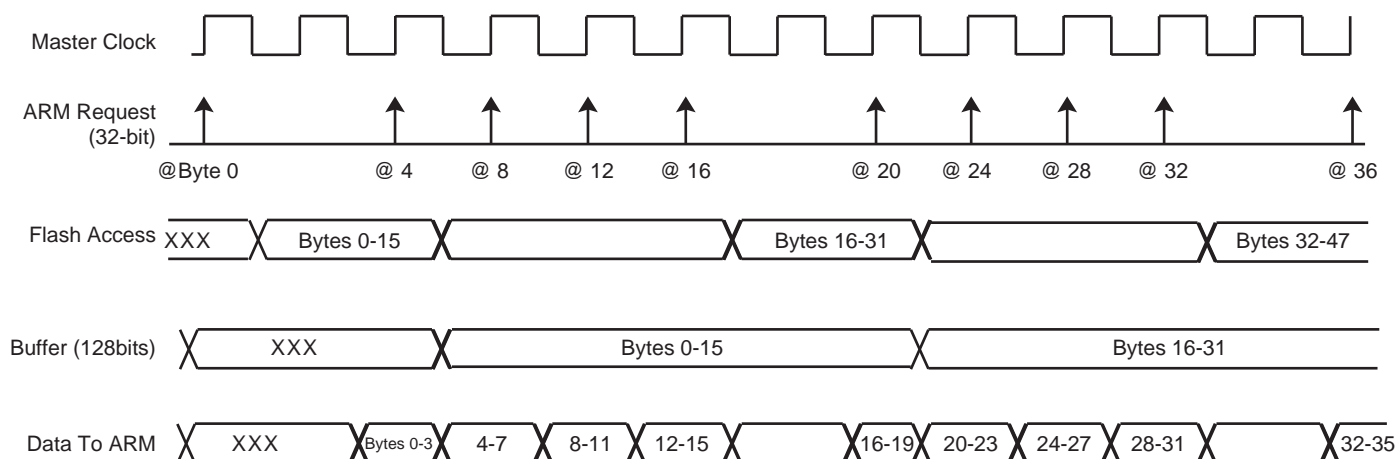 Master Clock
ARM Request
(32-bit)
@Byte 0 @ 4 @ 8 @ 12 @ 16 @ 20 @ 24 @ 28 @ 32 @ 36
Flash Access XXX Bytes 0-15 Bytes 16-31 Bytes 32-47
Buffer (128bits) XXX Bytes 0-15 Bytes 16-31
Data To ARM XXX Bytes 0-3 4-7 8-11 12-15 16-19 20-23 24-27 28-31 32-35